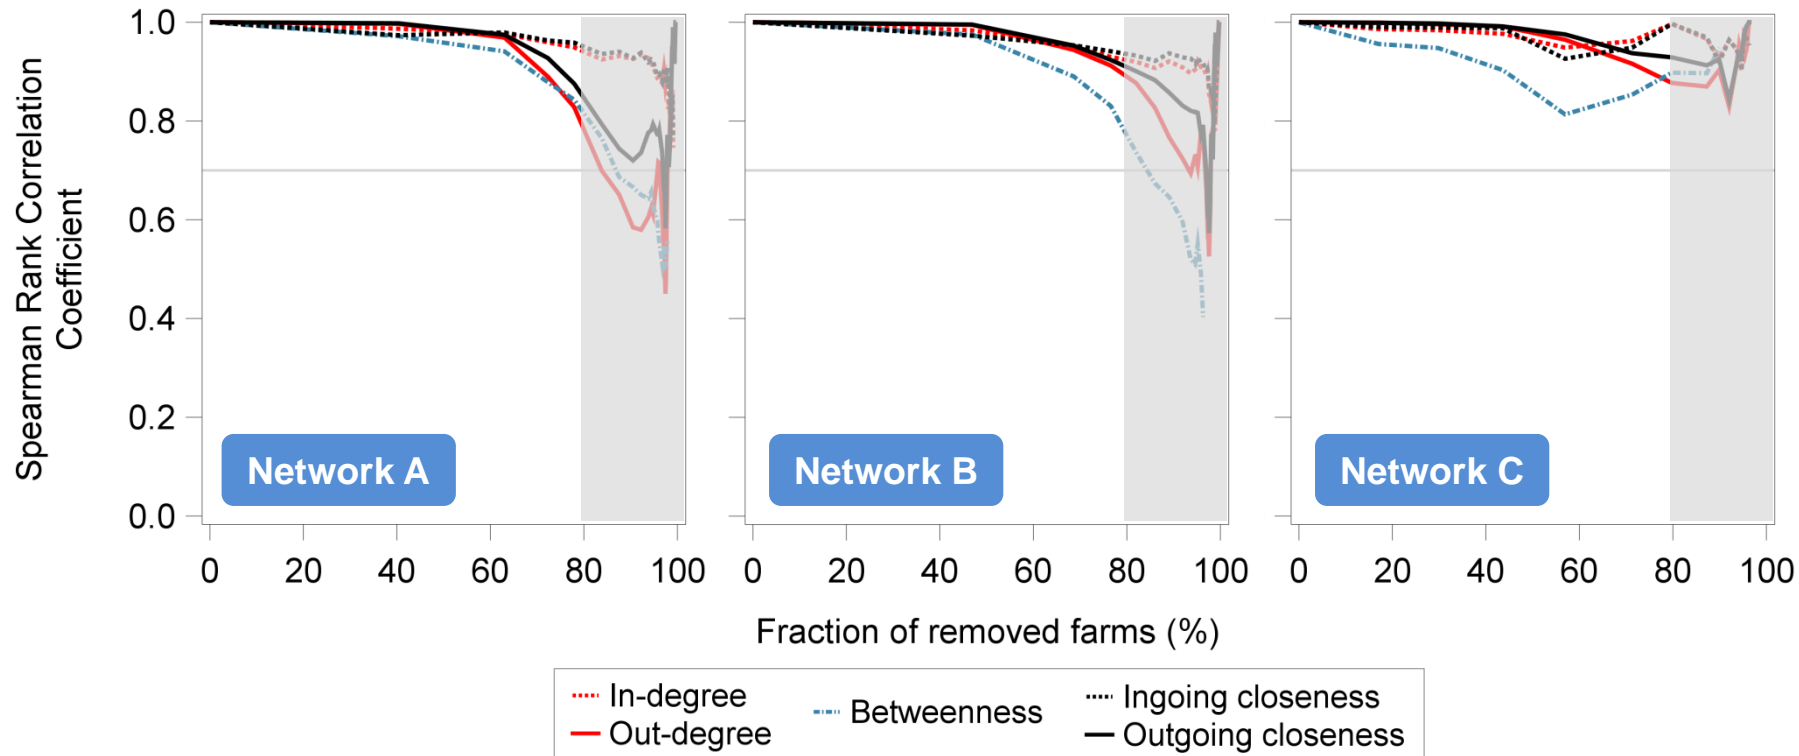 Spearman Rank Correlation
Coefficient
1.0
0.8
0.6
0.4
0.2
0.0
Network A
Network B
Network C
0 20 40 60 80 100
0 20 40 60 80 100
0 20 40 60 80 100
Fraction of removed farms (%)
In-degree
Out-degree
Betweenness
Ingoing closeness
Outgoing closeness